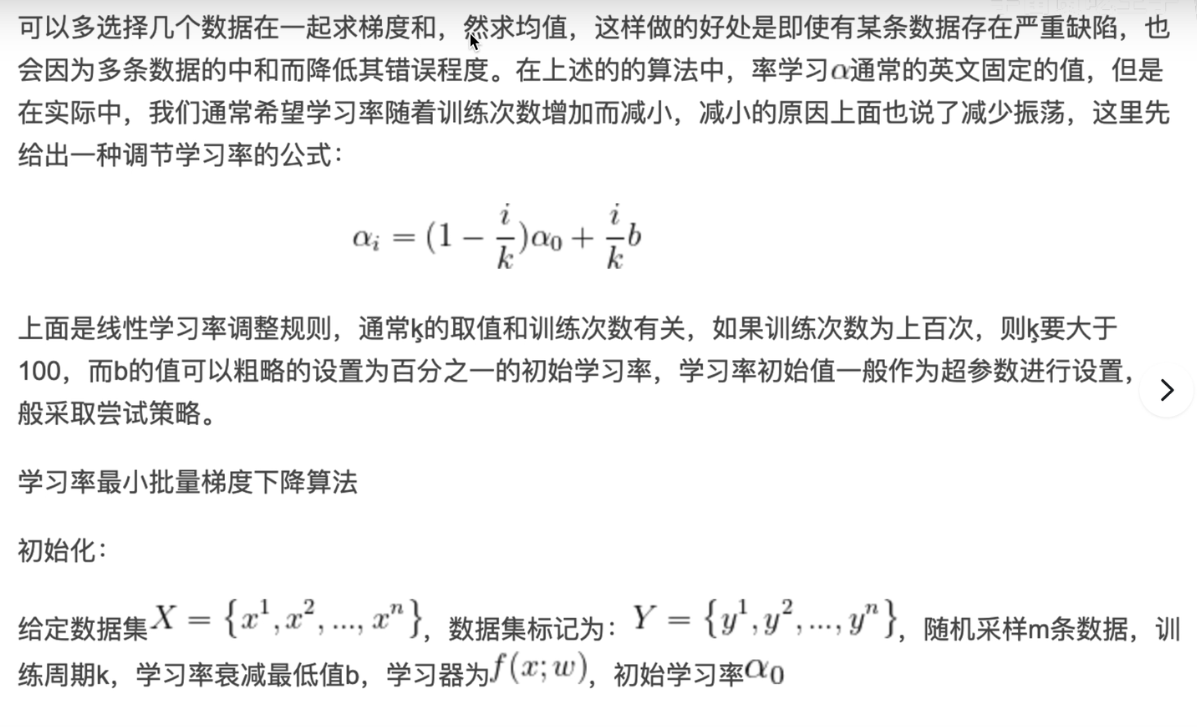 可以多选择几个数据在一起求梯度和，然求均值，这样做的好处是即使有某条数据存在严重缺陷，也
会因为多条数据的中和而降低其错误程度。在上述的的算法中，率学习α通常的英文固定的值，但是
在实际中，我们通常希望学习率随着训练次数增加而减小，减小的原因上面也说了减少振荡，这里先
给出一种调节学习率的公式：
αᵢ = (1 − i/k)α₀ + i/k b
上面是线性学习率调整规则，通常ķ的取值和训练次数有关，如果训练次数为上百次，则ķ要大于
100，而b的值可以粗略的设置为百分之一的初始学习率，学习率初始值一般作为超参数进行设置，
般采取尝试策略。
学习率最小批量梯度下降算法
初始化：
给定数据集X = {x¹, x², ..., xⁿ}，数据集标记为：Y = {y¹, y², ..., yⁿ}，随机采样m条数据，训
练周期k，学习率衰减最低值b，学习器为f(x; w)，初始学习率α₀